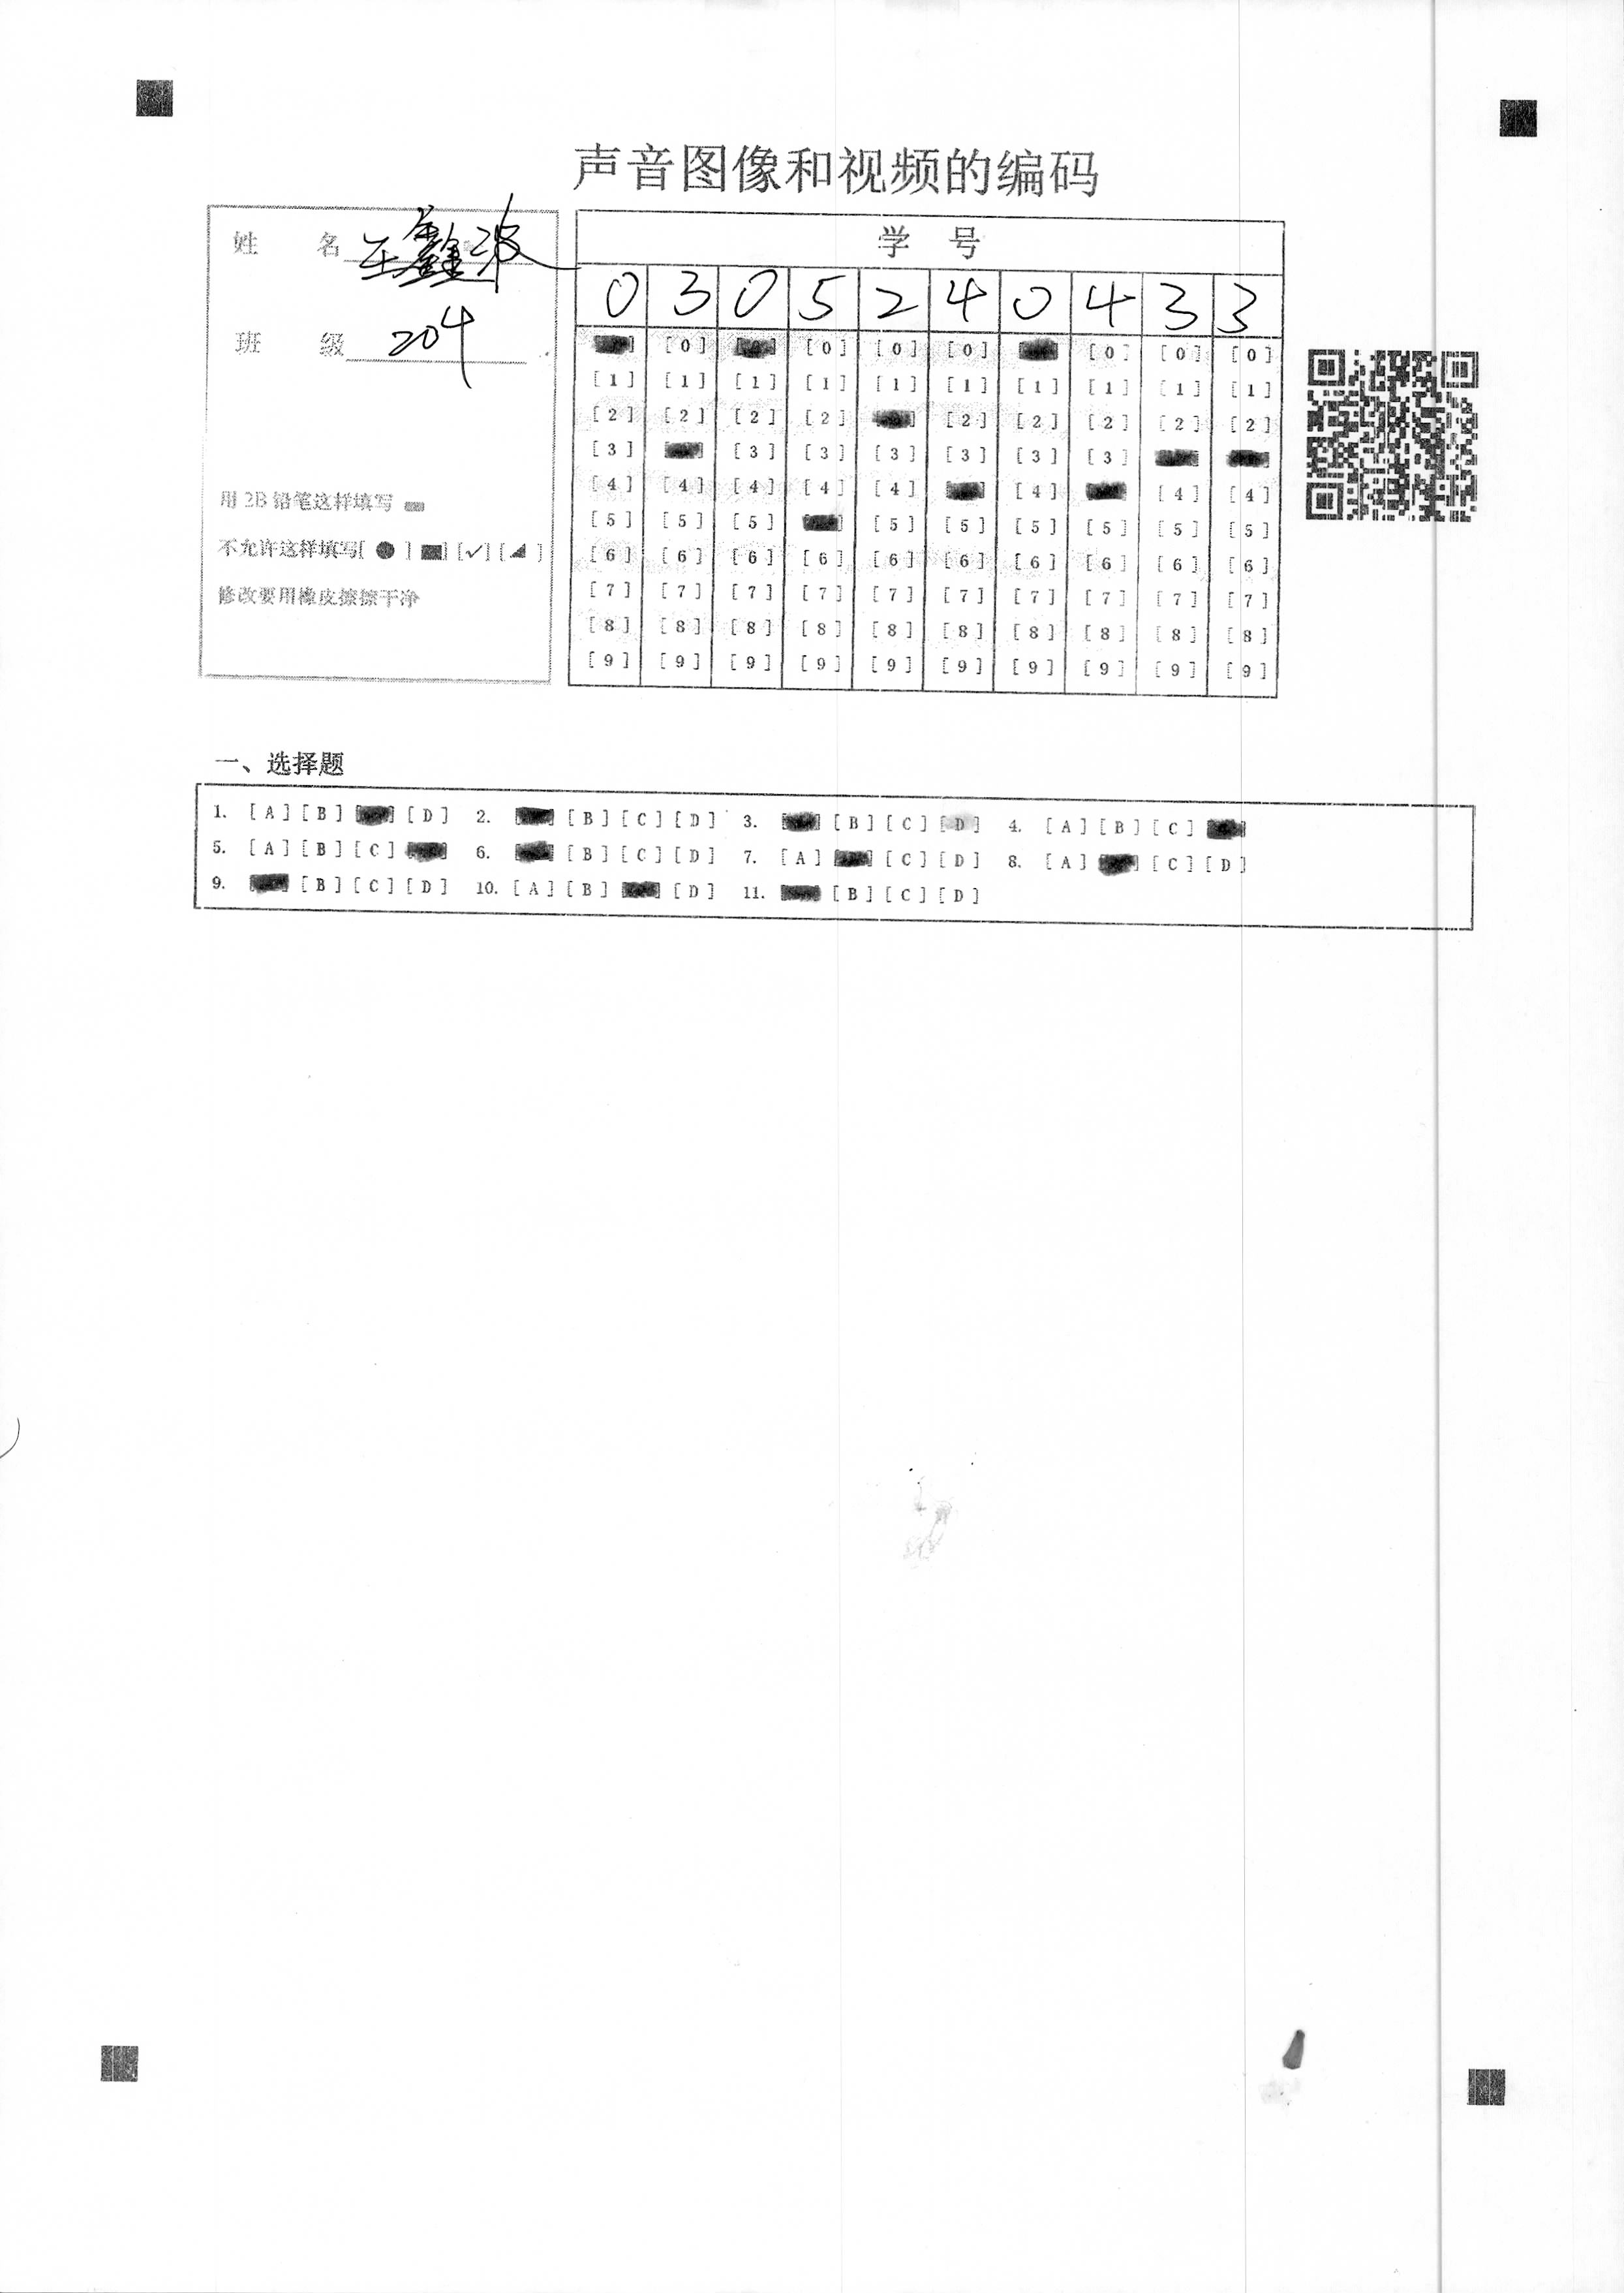 声音图像和视频的编码
姓 名 王鑫波
班 级 204
用 2B 铅笔这样填写
不允许这样填写[ ● ] ■] [✓] [◢ ]
修改要用橡皮擦擦干净
学 号
0 3 0 5 2 4 0 4 3 3
] [0] [0] [0] [0] [0] [0] [0] [0]
[1] [1] [1] [1] [1] [1] [1] [1] [1] [1]
[2] [2] [2] [2] [2] [2] [2] [2] [2]
[3] [3] [3] [3] [3] [3] [3]
[4] [4] [4] [4] [4] [4] [4] [4]
[5] [5] [5] [5] [5] [5] [5] [5] [5]
[6] [6] [6] [6] [6] [6] [6] [6] [6] [6]
[7] [7] [7] [7] [7] [7] [7] [7] [7] [7]
[8] [8] [8] [8] [8] [8] [8] [8] [8] [8]
[9] [9] [9] [9] [9] [9] [9] [9] [9] [9]
一、选择题
1. [A] [B] [D] 2. [B] [C] [D] 3. [B] [C] [D] 4. [A] [B] [C]
5. [A] [B] [C] 6. [B] [C] [D] 7. [A] [C] [D] 8. [A] [C] [D]
9. [B] [C] [D] 10. [A] [B] [D] 11. [B] [C] [D]